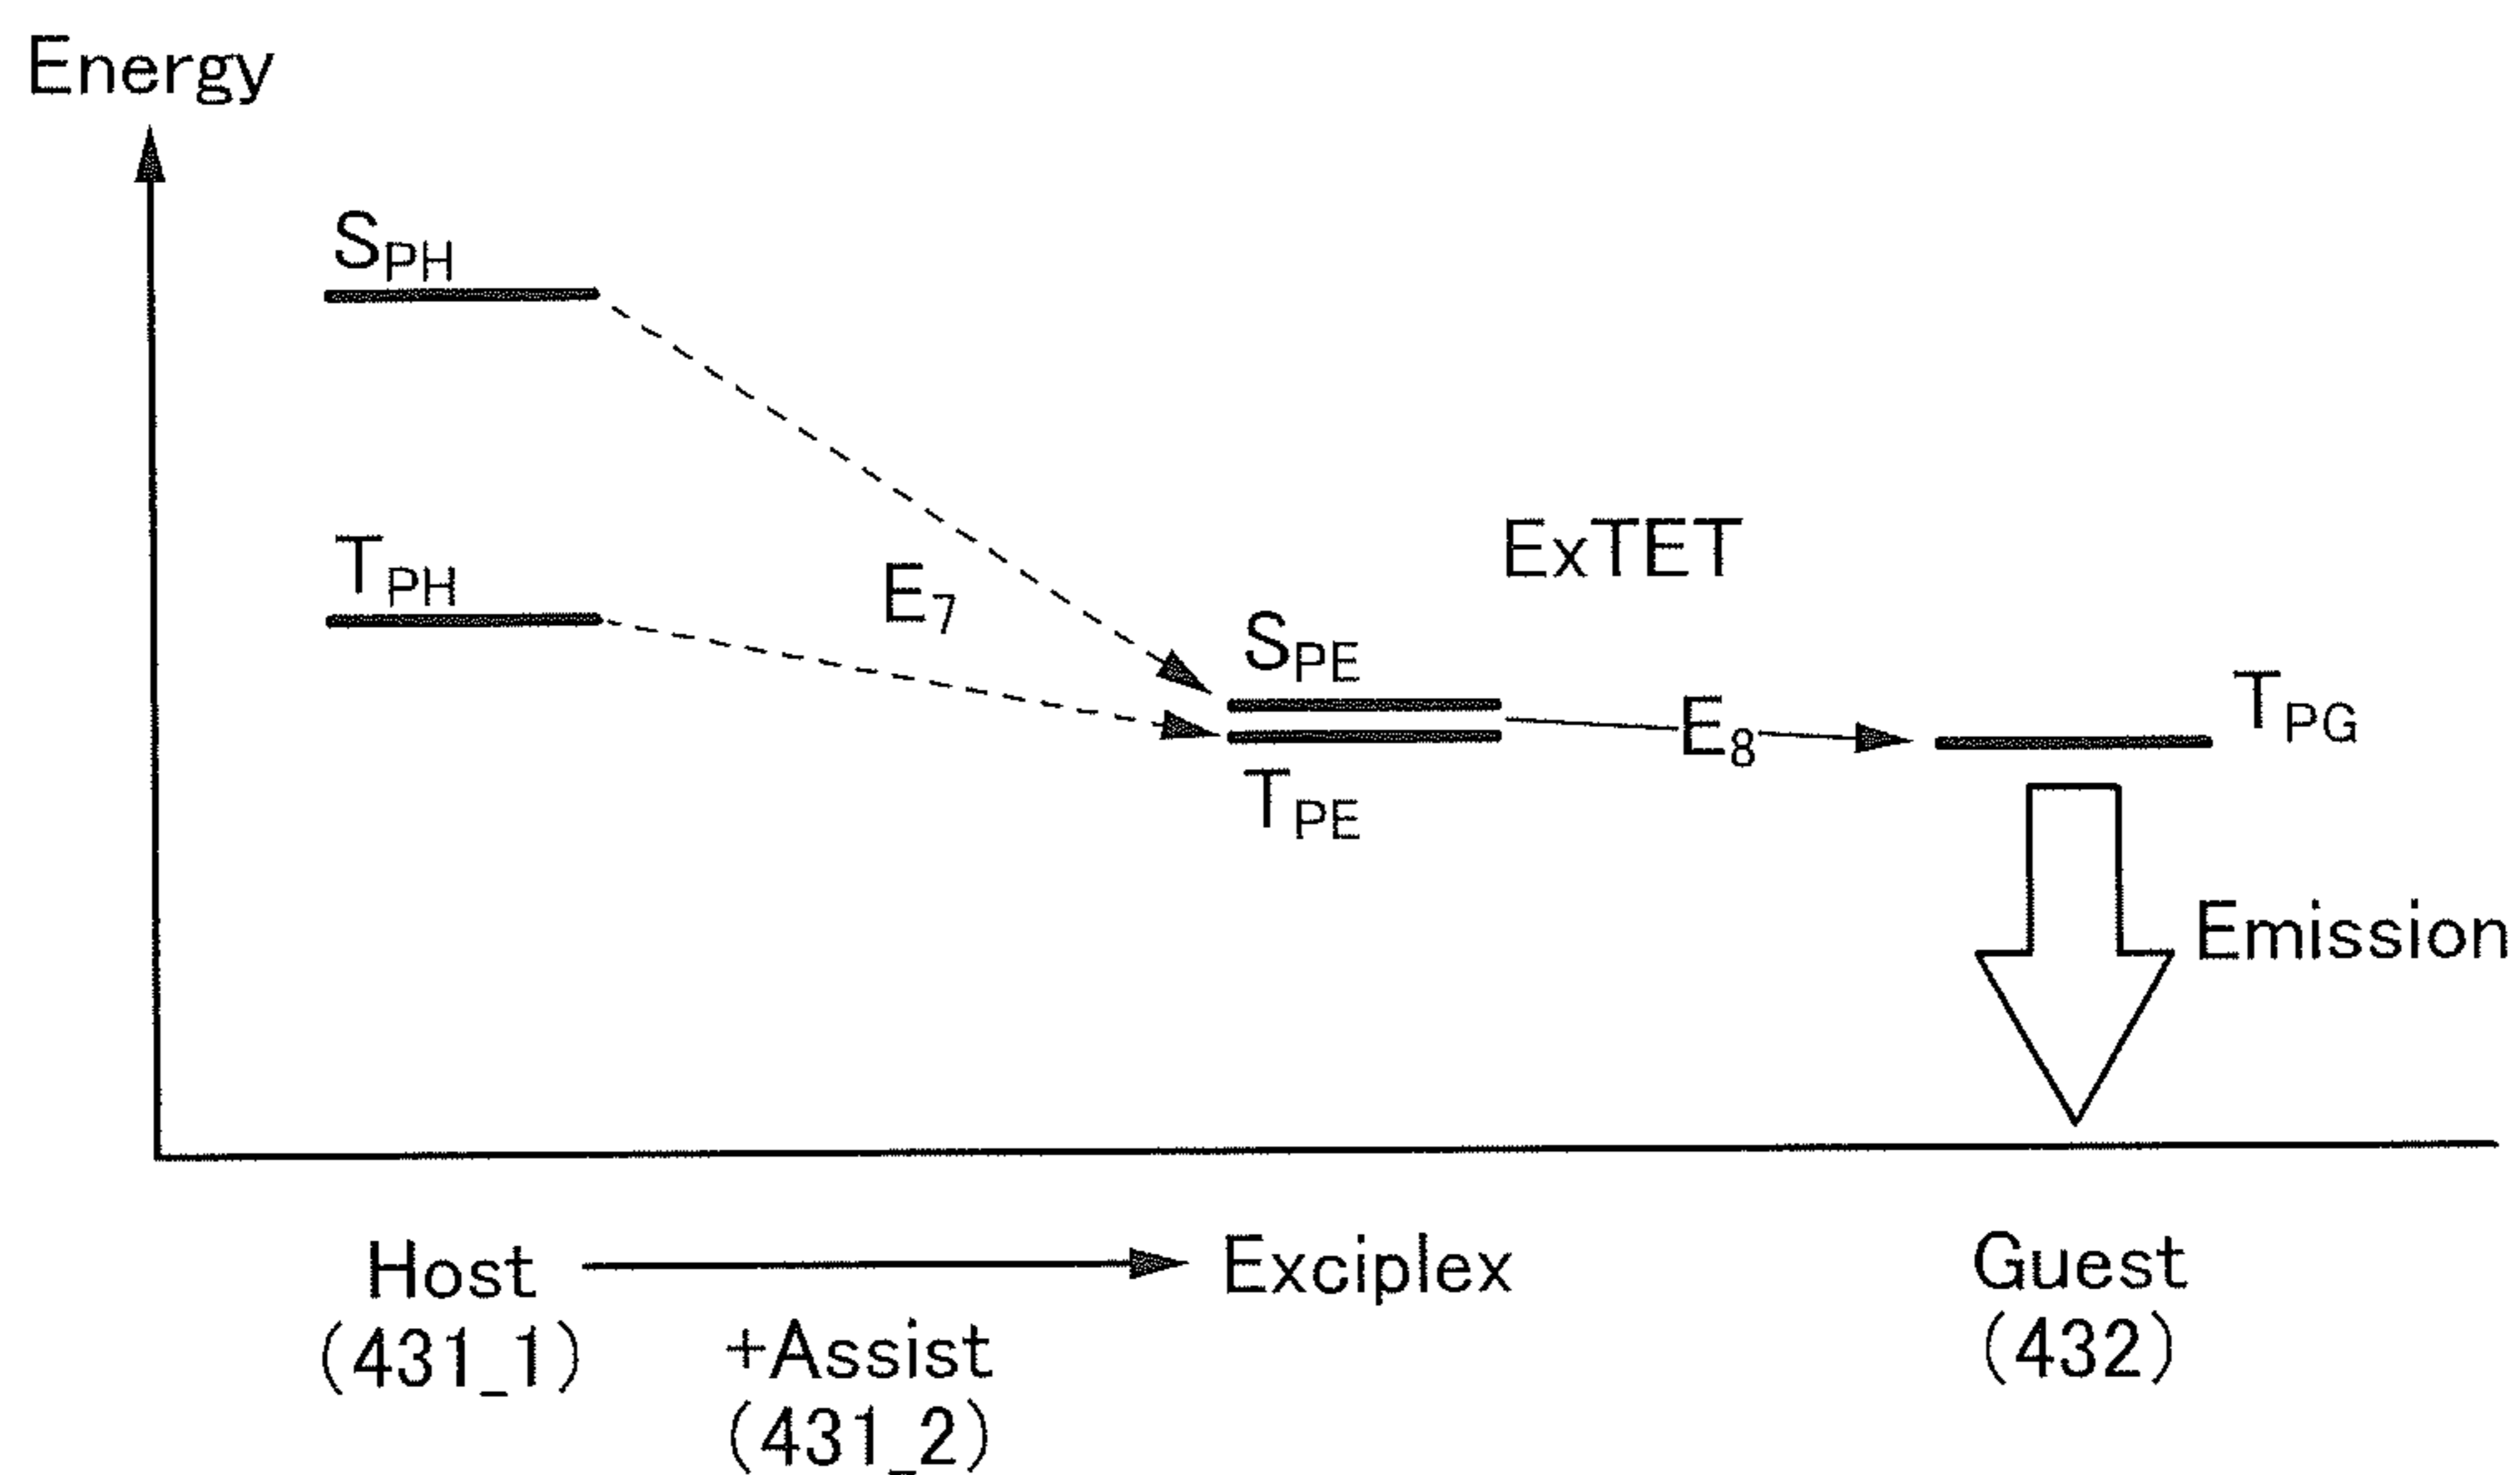 Energy
SPH
TPH
E7
ExTET
SPE
TPE
E8
TPG
Emission
Host
(431_1)
+Assist
(431_2)
Exciplex
Guest
(432)